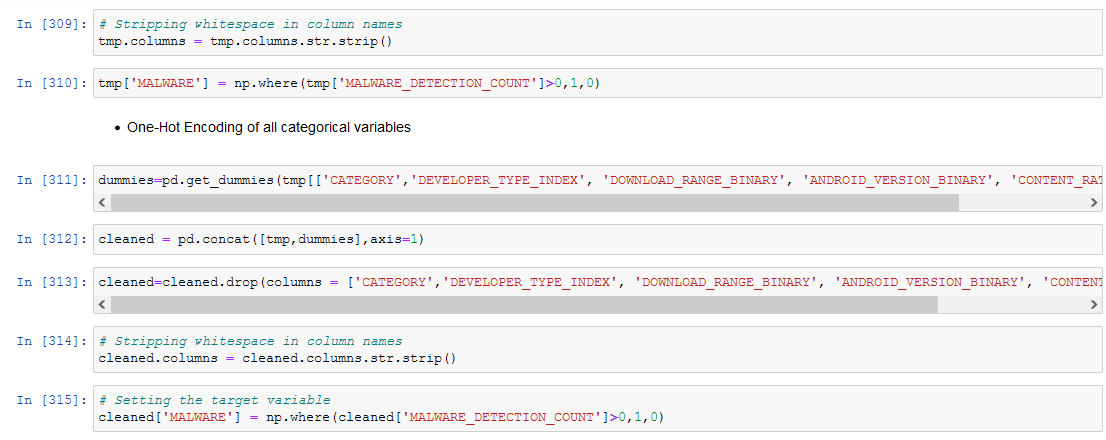 In [309]: # Stripping whitespace in column names
tmp.columns = tmp.columns.str.strip()
In [310]: tmp['MALWARE'] = np.where(tmp['MALWARE_DETECTION_COUNT']>0,1,0)
• One-Hot Encoding of all categorical variables
In [311]: dummies=pd.get_dummies(tmp[['CATEGORY','DEVELOPER_TYPE_INDEX', 'DOWNLOAD_RANGE_BINARY', 'ANDROID_VERSION_BINARY', 'CONTENT_RAT
In [312]: cleaned = pd.concat([tmp,dummies],axis=1)
In [313]: cleaned=cleaned.drop(columns = ['CATEGORY','DEVELOPER_TYPE_INDEX', 'DOWNLOAD_RANGE_BINARY', 'ANDROID_VERSION_BINARY', 'CONTENT
In [314]: # Stripping whitespace in column names
cleaned.columns = cleaned.columns.str.strip()
In [315]: # Setting the target variable
cleaned['MALWARE'] = np.where(cleaned['MALWARE_DETECTION_COUNT']>0,1,0)